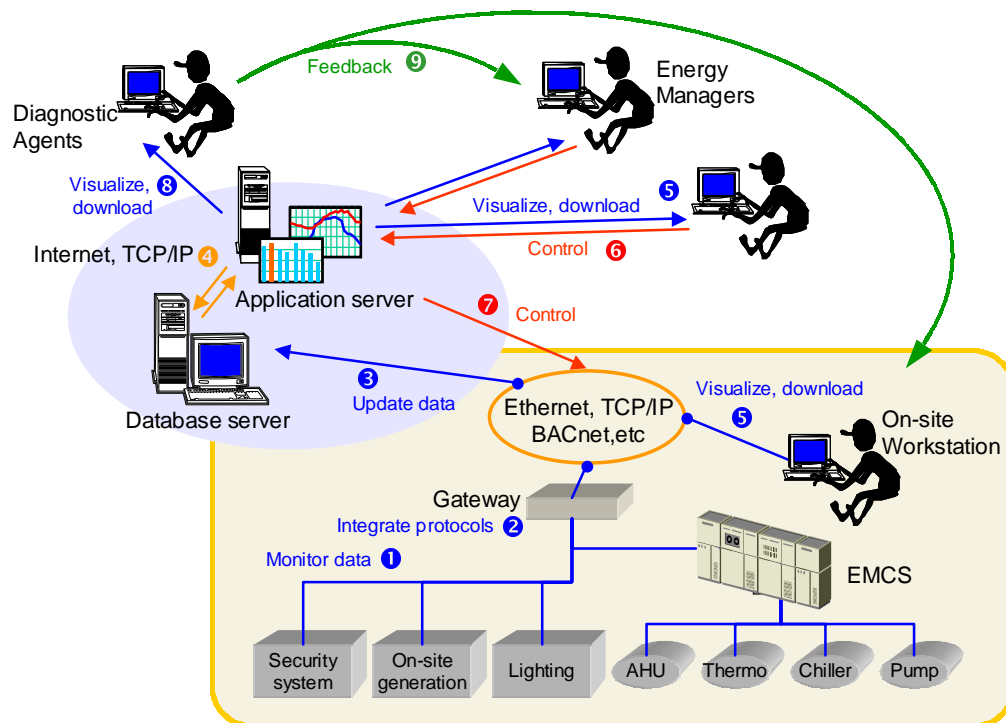 Feedback 9
Energy
Managers
Diagnostic
Agents
Visualize, 8
download
5
Visualize, download
Internet, TCP/IP 4
Control 6
Application server
7 Control
3
Update data
Database server
Visualize, download
5
Ethernet, TCP/IP
BACnet,etc
On-site
Workstation
Gateway
Integrate protocols 2
Monitor data 1
EMCS
Security
system
On-site
generation
Lighting
AHU
Thermo
Chiller
Pump